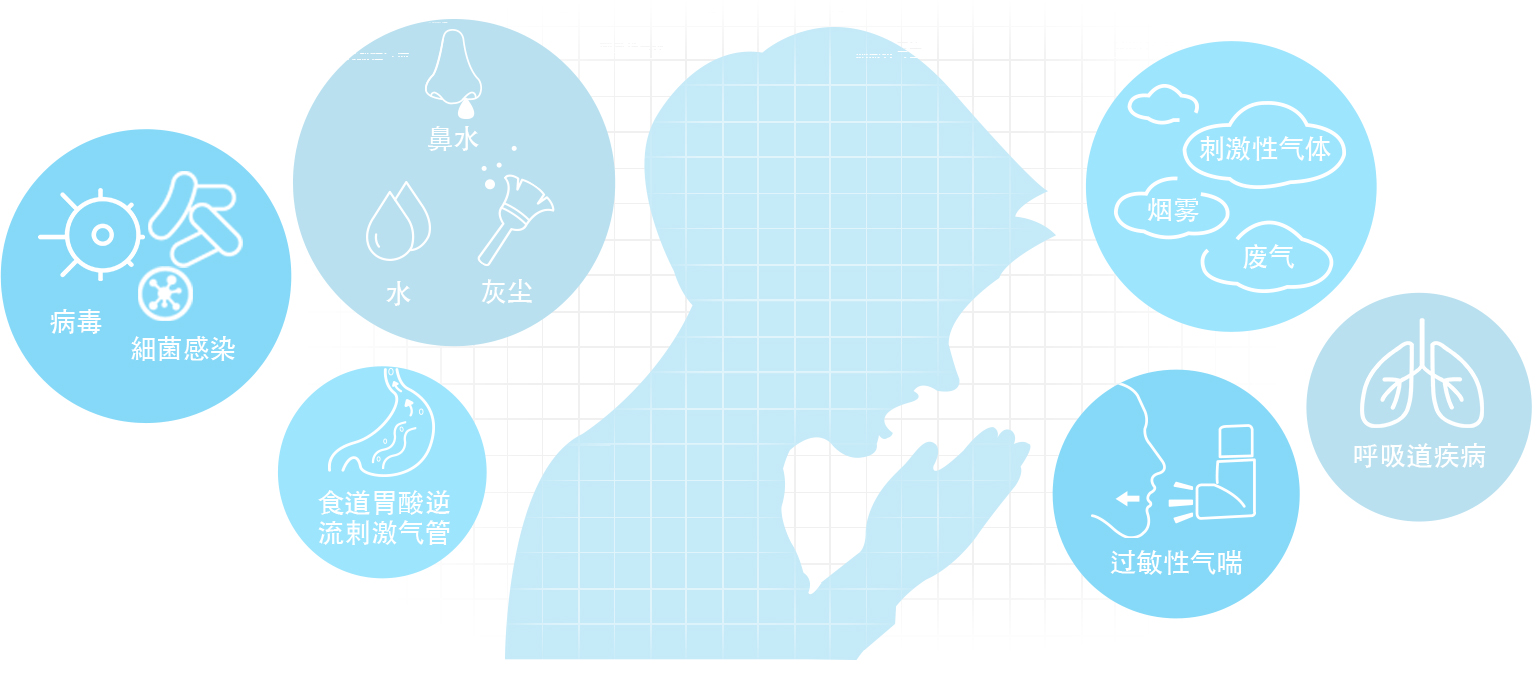 病毒
細菌感染
鼻水
水
灰尘
食道胃酸逆
流刺激气管
刺激性气体
烟雾
废气
过敏性气喘
呼吸道疾病